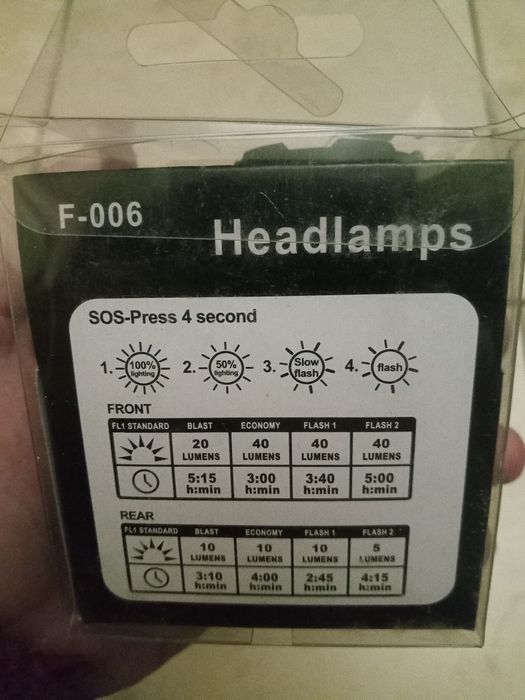 F-006
Headlamps
SOS-Press 4 second
1. 100% lighting 2. 50% lighting 3. Slow flash 4. flash
FRONT
FL1 STANDARD BLAST ECONOMY FLASH 1 FLASH 2
20 LUMENS 40 LUMENS 40 LUMENS 40 LUMENS
5:15 h:min 3:00 h:min 3:40 h:min 5:00 h:min
REAR
FL1 STANDARD BLAST ECONOMY FLASH 1 FLASH 2
10 LUMENS 10 LUMENS 10 LUMENS 5 LUMENS
3:10 h:min 4:00 h:min 2:45 h:min 4:15 h:min